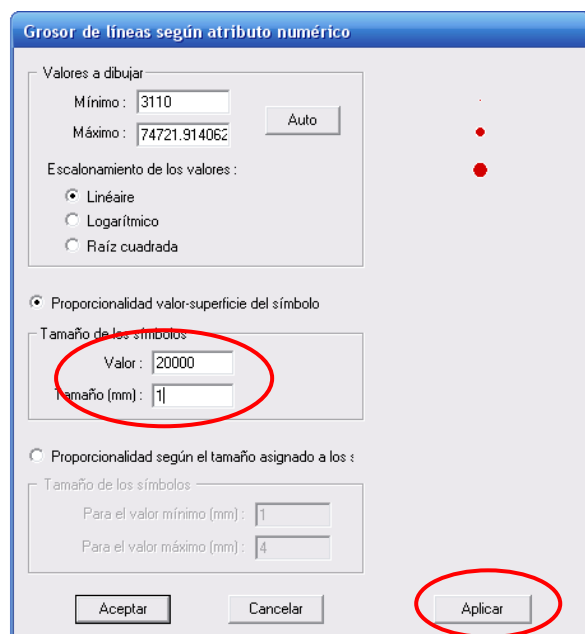 Grosor de líneas según atributo numérico
Valores a dibujar
Mínimo : 3110
Máximo : 74721.914062
Auto
Escalonamiento de los valores :
Linéaire
Logarítmico
Raíz cuadrada
Proporcionalidad valor-superficie del símbolo
Tamaño de los símbolos
Valor : 20000
Tamaño (mm) : 1
Proporcionalidad según el tamaño asignado a los s
Tamaño de los símbolos
Para el valor mínimo (mm) : 1
Para el valor máximo (mm) : 4
Aceptar
Cancelar
Aplicar